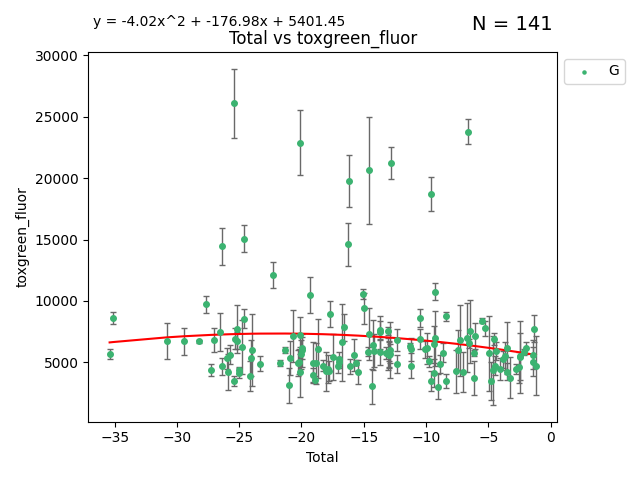 y = -4.02x^2 + -176.98x + 5401.45
N = 141
Total vs toxgreen_fluor
G
30000
25000
20000
15000
10000
5000
toxgreen_fluor
−35 −30 −25 −20 −15 −10 −5 0
Total